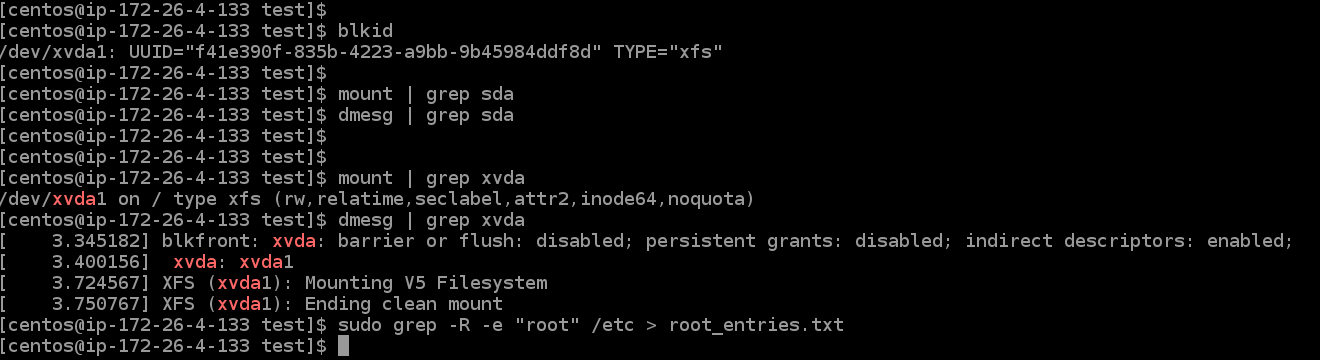 [centos@ip-172-26-4-133 test]$
[centos@ip-172-26-4-133 test]$ blkid
/dev/xvda1: UUID="f41e390f-835b-4223-a9bb-9b45984ddf8d" TYPE="xfs"
[centos@ip-172-26-4-133 test]$
[centos@ip-172-26-4-133 test]$ mount | grep sda
[centos@ip-172-26-4-133 test]$ dmesg | grep sda
[centos@ip-172-26-4-133 test]$
[centos@ip-172-26-4-133 test]$
[centos@ip-172-26-4-133 test]$ mount | grep xvda
/dev/xvda1 on / type xfs (rw,relatime,seclabel,attr2,inode64,noquota)
[centos@ip-172-26-4-133 test]$ dmesg | grep xvda
[    3.345182] blkfront: xvda: barrier or flush: disabled; persistent grants: disabled; indirect descriptors: enabled;
[    3.400156]  xvda: xvda1
[    3.724567] XFS (xvda1): Mounting V5 Filesystem
[    3.750767] XFS (xvda1): Ending clean mount
[centos@ip-172-26-4-133 test]$ sudo grep -R -e "root" /etc > root_entries.txt
[centos@ip-172-26-4-133 test]$